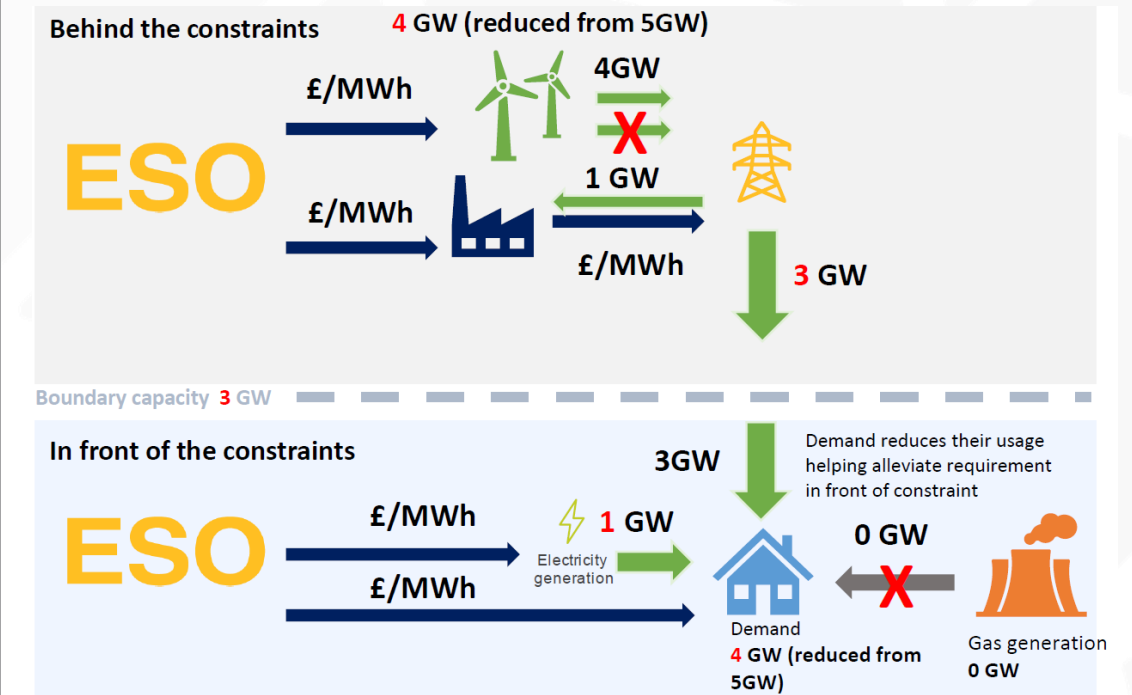 Behind the constraints
4 GW (reduced from 5GW)
£/MWh
4GW
X
ESO
1 GW
£/MWh
£/MWh
3 GW
Boundary capacity 3 GW
In front of the constraints
3GW
Demand reduces their usage
helping alleviate requirement
in front of constraint
£/MWh
1 GW
0 GW
ESO
Electricity
generation
X
£/MWh
Demand
4 GW (reduced from
5GW)
Gas generation
0 GW